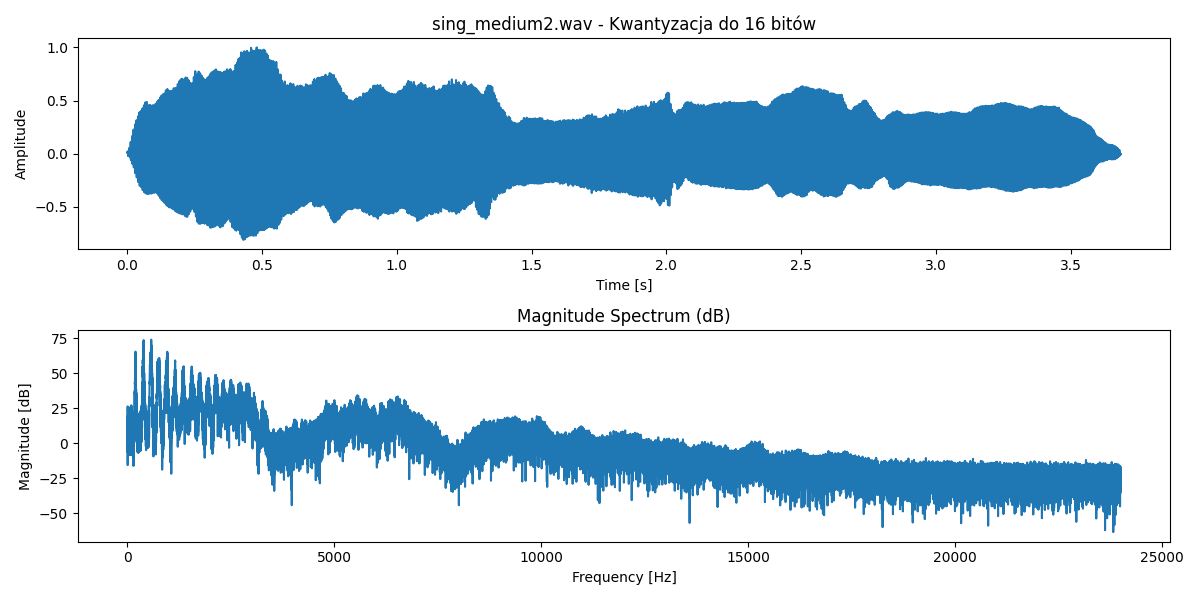 sing_medium2.wav - Kwantyzacja do 16 bitów
1.0
0.5
0.0
−0.5
Amplitude
0.0 0.5 1.0 1.5 2.0 2.5 3.0 3.5
Time [s]
Magnitude Spectrum (dB)
75
50
25
0
−25
−50
Magnitude [dB]
0 5000 10000 15000 20000 25000
Frequency [Hz]